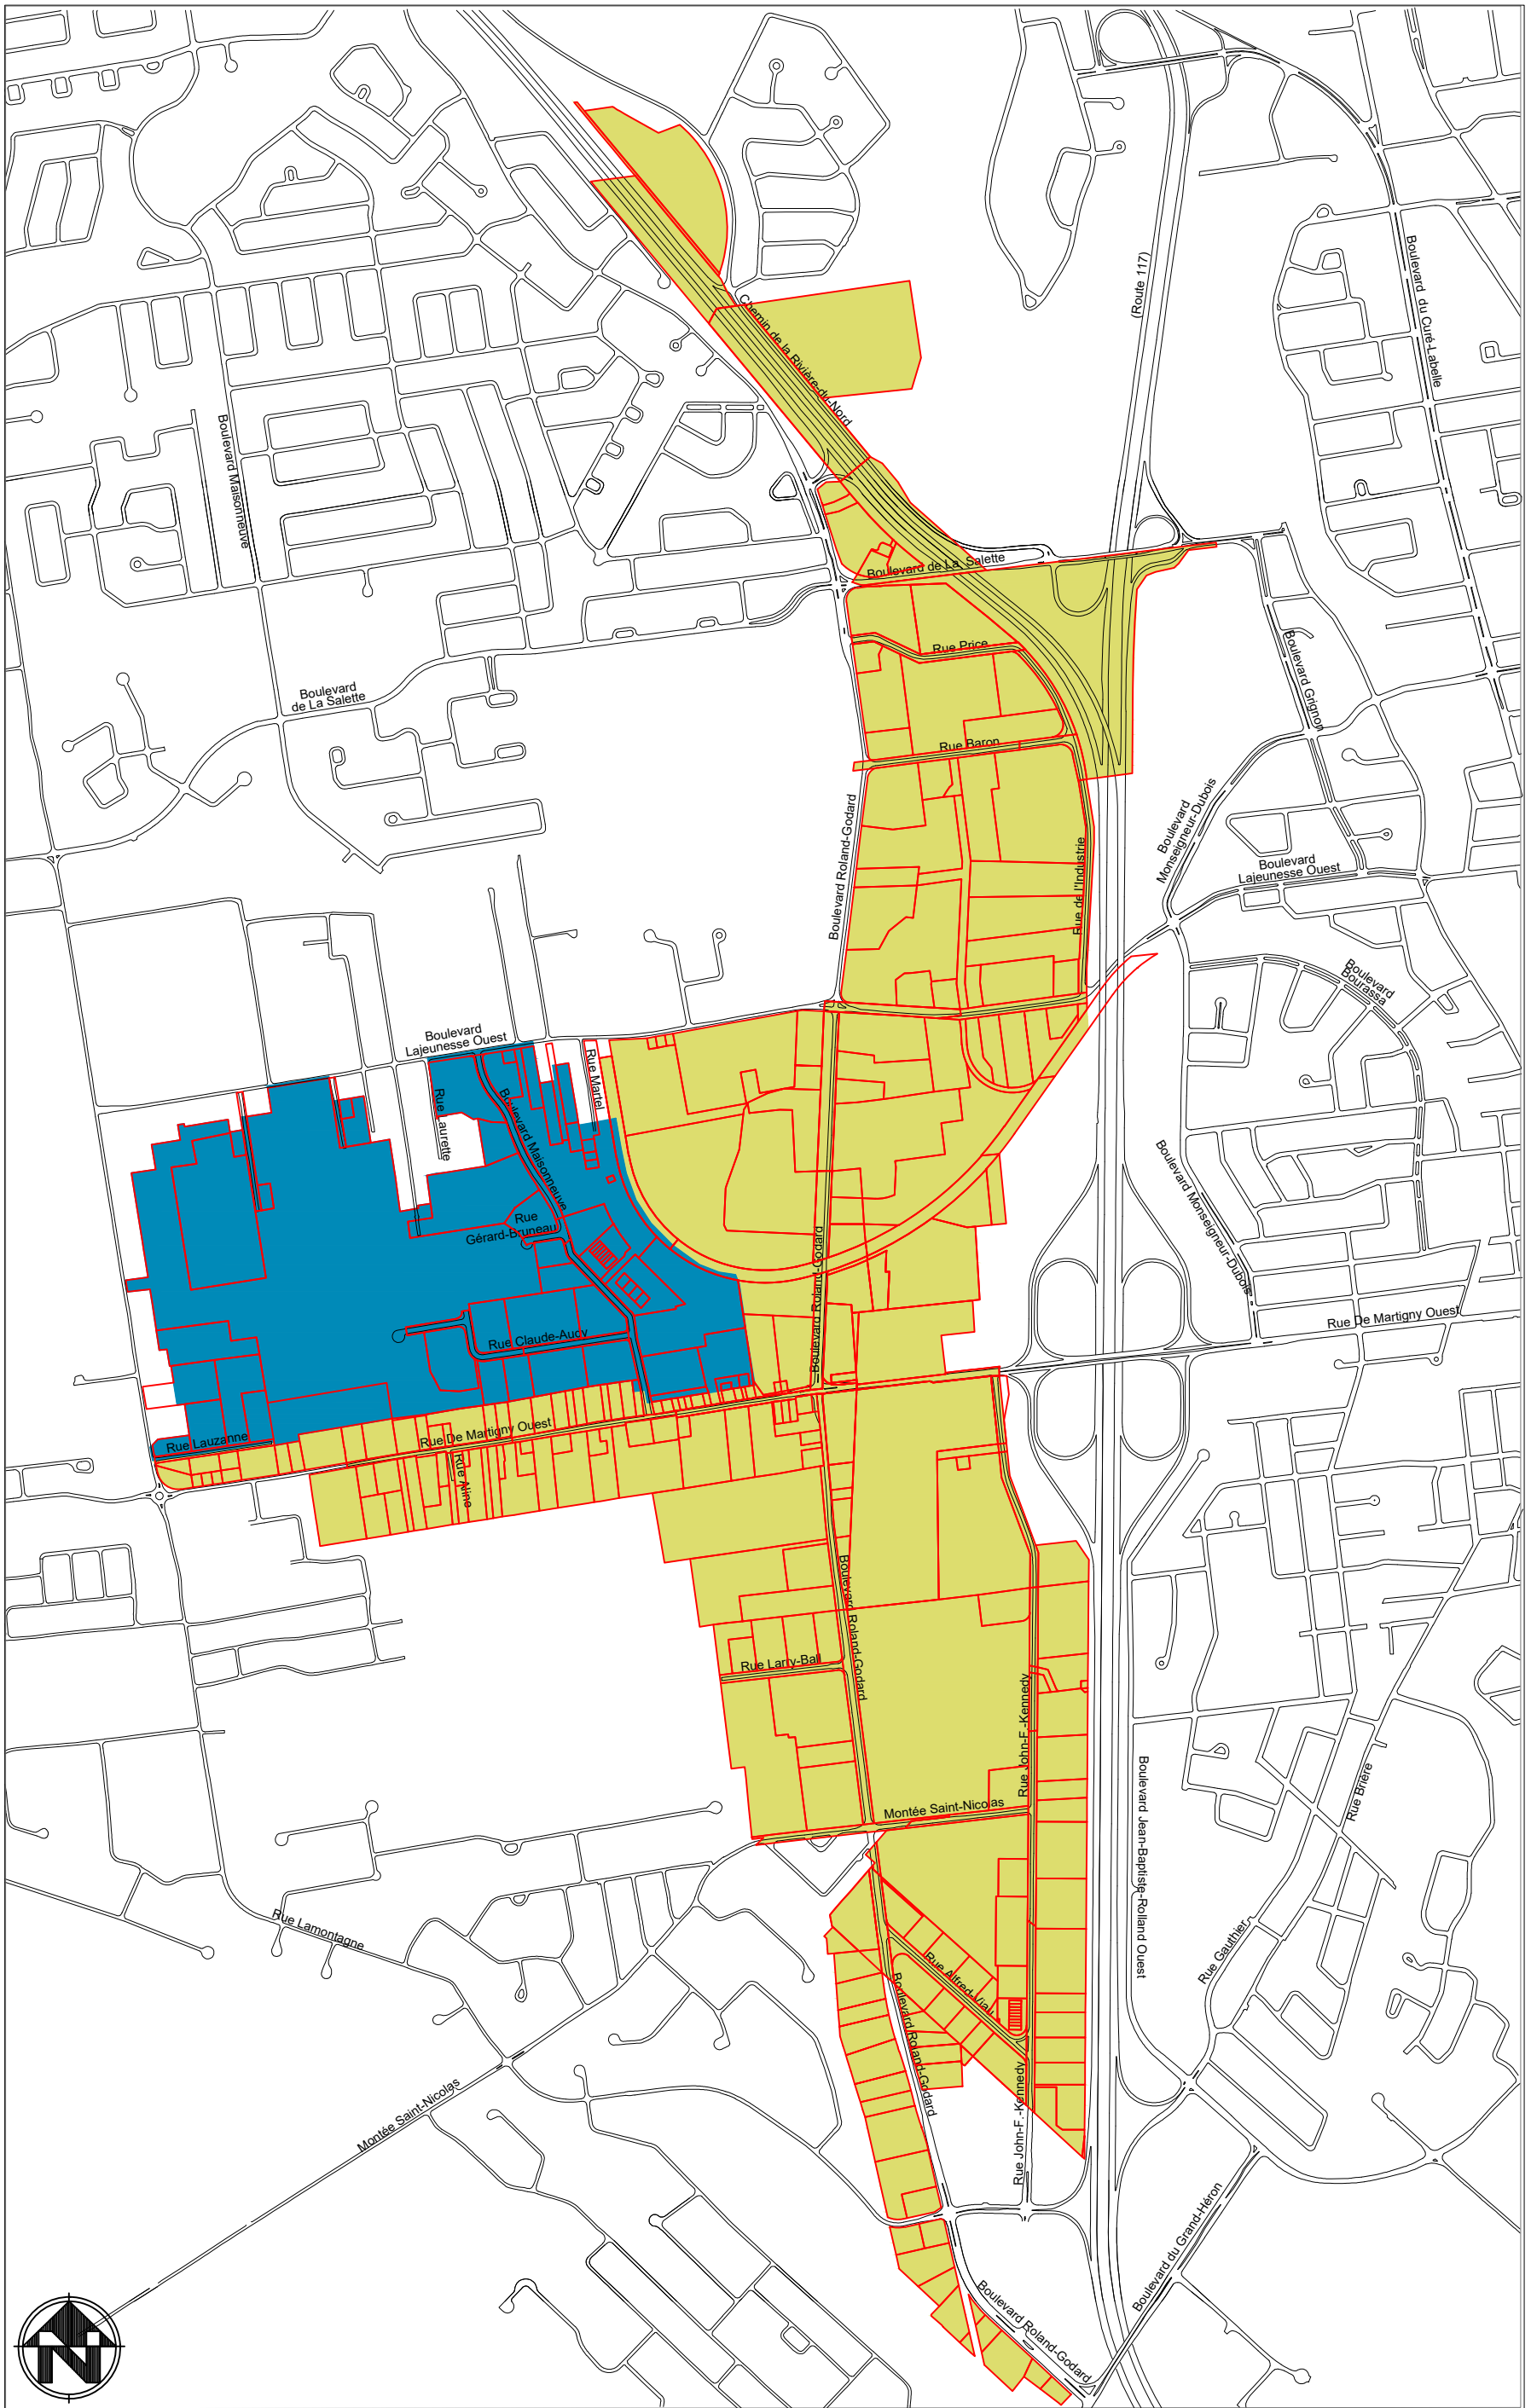 (Route 117)
Boulevard du Curé-Labelle
Chemin de la Rivière-du-Nord
Boulevard Maisonneuve
Boulevard de La Salette
Rue Price
Boulevard Grignon
Boulevard
de La Salette
Rue Baron
Boulevard
Monseigneur-Dubois
Boulevard Roland-Godard
Rue de l'Industrie
Boulevard
Lajeunesse Ouest
Boulevard
Bourassa
Boulevard
Lajeunesse Ouest
Rue Martel
Rue Laurette
Boulevard Maisonneuve
Boulevard Monseigneur-Dubois
Rue
Gérard-Bruneau
Boulevard Roland-Godard
Rue De Martigny Ouest
Rue Claude-Audy
Rue De Martigny Ouest
Rue Lauzanne
Rue Aline
Boulevard Roland-Godard
Rue Larry-Ball
Rue John-F.-Kennedy
Montée Saint-Nicolas
Boulevard Jean-Baptiste-Rolland Ouest
Rue Brière
Rue Lamontagne
Rue Gauthier
Rue Alfred-Viau
Boulevard Roland-Godard
Rue John-F.-Kennedy
Montée Saint-Nicolas
Boulevard du Grand-Héron
Boulevard Roland-Godard
N